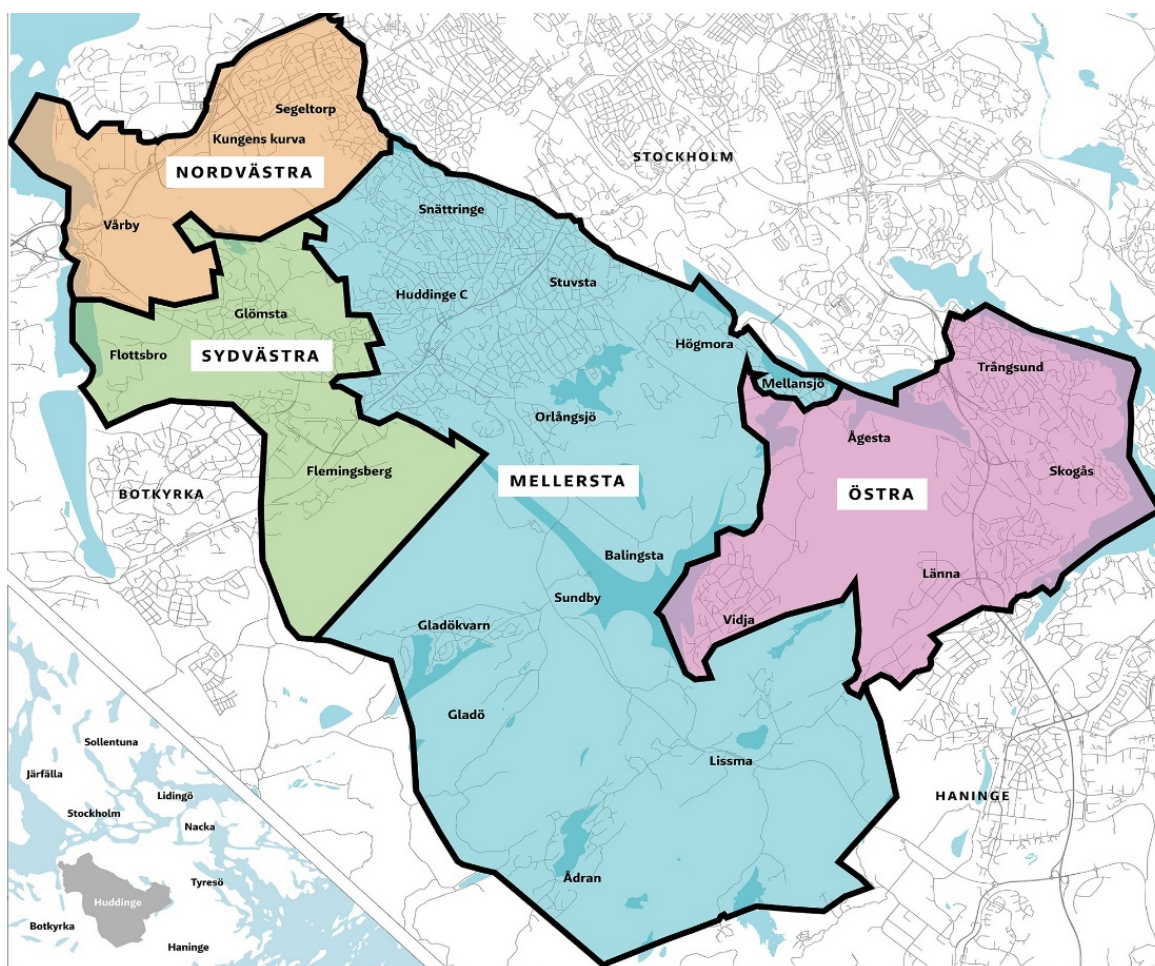 Segeltorp
Kungens kurva
NORDVÄSTRA
STOCKHOLM
Snättringe
Vårby
Stuvsta
Huddinge C
Glömsta
Högmora
Flottsbro
SYDVÄSTRA
Trångsund
Mellansjö
Orlångsjö
Ågesta
Flemingsberg
MELLERSTA
Skogås
BOTKYRKA
ÖSTRA
Balingsta
Länna
Sundby
Gladökvarn
Vidja
Gladö
Lissma
HANINGE
Ådran
Sollentuna
Järfälla
Lidingö
Stockholm
Nacka
Tyresö
Huddinge
Botkyrka
Haninge